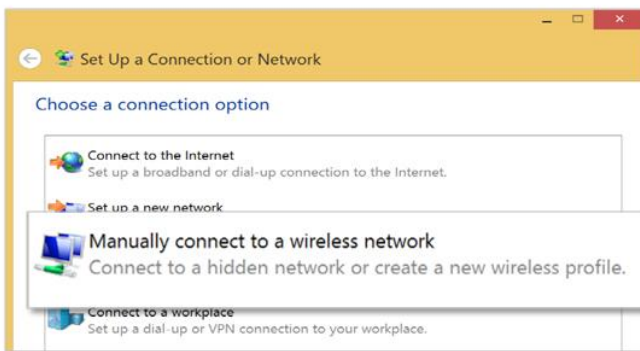 Set Up a Connection or Network
Choose a connection option
Connect to the Internet
Set up a broadband or dial-up connection to the Internet.
Set up a new network
Manually connect to a wireless network
Connect to a hidden network or create a new wireless profile.
Connect to a workplace
Set up a dial-up or VPN connection to your workplace.